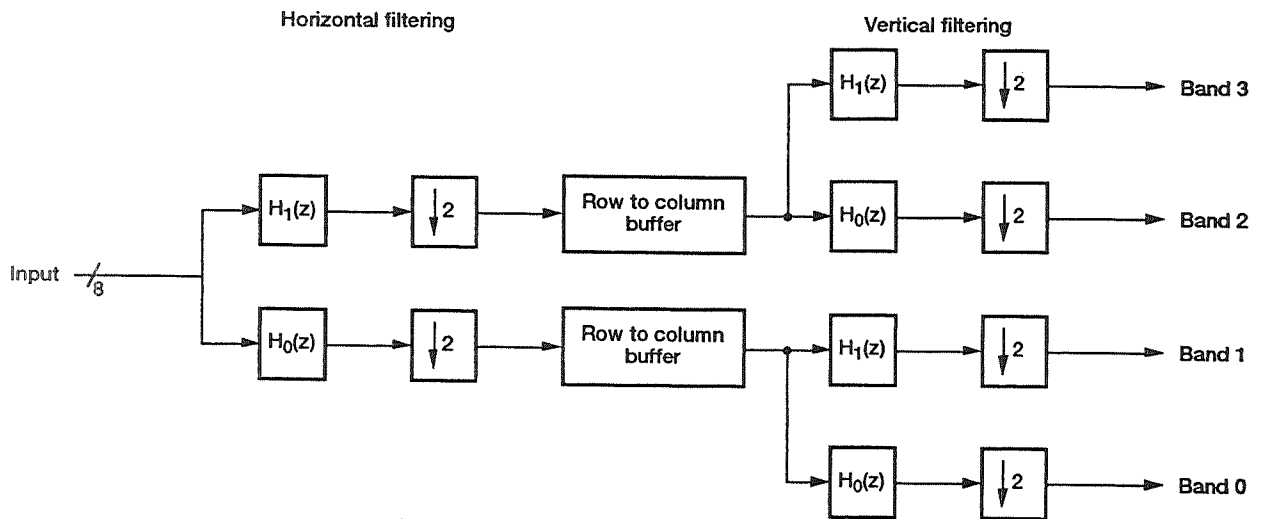 Horizontal filtering
Vertical filtering
H1(z)
2
Band 3
H1(z)
2
Row to column
buffer
H0(z)
2
Band 2
Input
8
H0(z)
2
Row to column
buffer
H1(z)
2
Band 1
H0(z)
2
Band 0